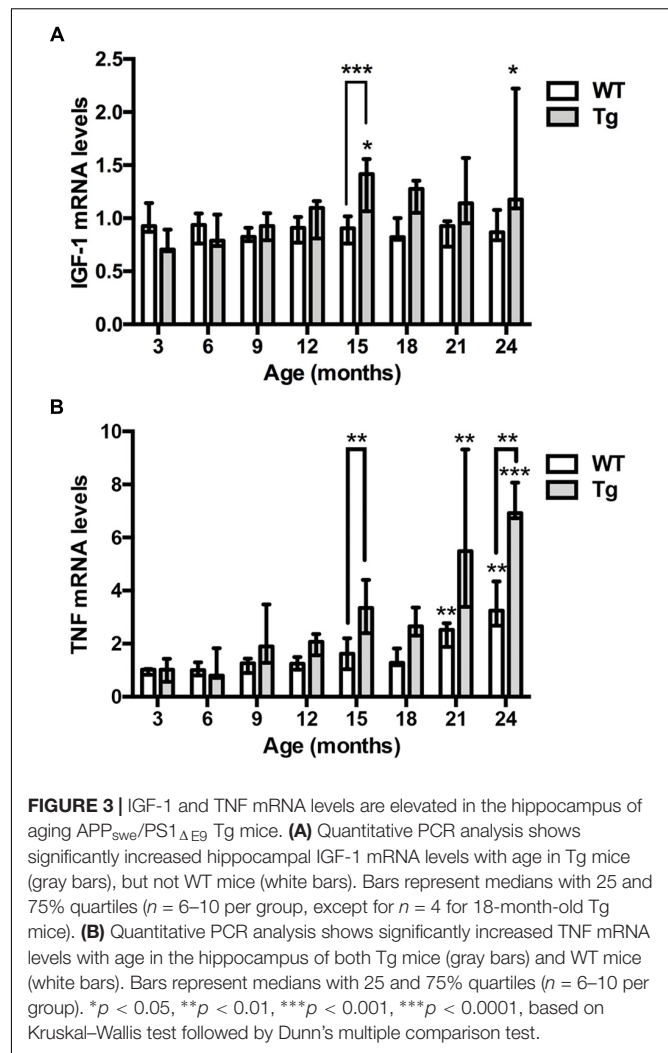 A
IGF-1 mRNA levels
2.5
2.0
1.5
1.0
0.5
0.0
***
*
*
WT
Tg
3 6 9 12 15 18 21 24
Age (months)
B
TNF mRNA levels
10
8
6
4
2
0
**
**
**
**
**
***
WT
Tg
3 6 9 12 15 18 21 24
Age (months)
FIGURE 3 | IGF-1 and TNF mRNA levels are elevated in the hippocampus of
aging APPswe/PS1ΔE9 Tg mice. (A) Quantitative PCR analysis shows
significantly increased hippocampal IGF-1 mRNA levels with age in Tg mice
(gray bars), but not WT mice (white bars). Bars represent medians with 25 and
75% quartiles (n = 6–10 per group, except for n = 4 for 18-month-old Tg
mice). (B) Quantitative PCR analysis shows significantly increased TNF mRNA
levels with age in the hippocampus of both Tg mice (gray bars) and WT mice
(white bars). Bars represent medians with 25 and 75% quartiles (n = 6–10 per
group). *p < 0.05, **p < 0.01, ***p < 0.001, ***p < 0.0001, based on
Kruskal–Wallis test followed by Dunn's multiple comparison test.